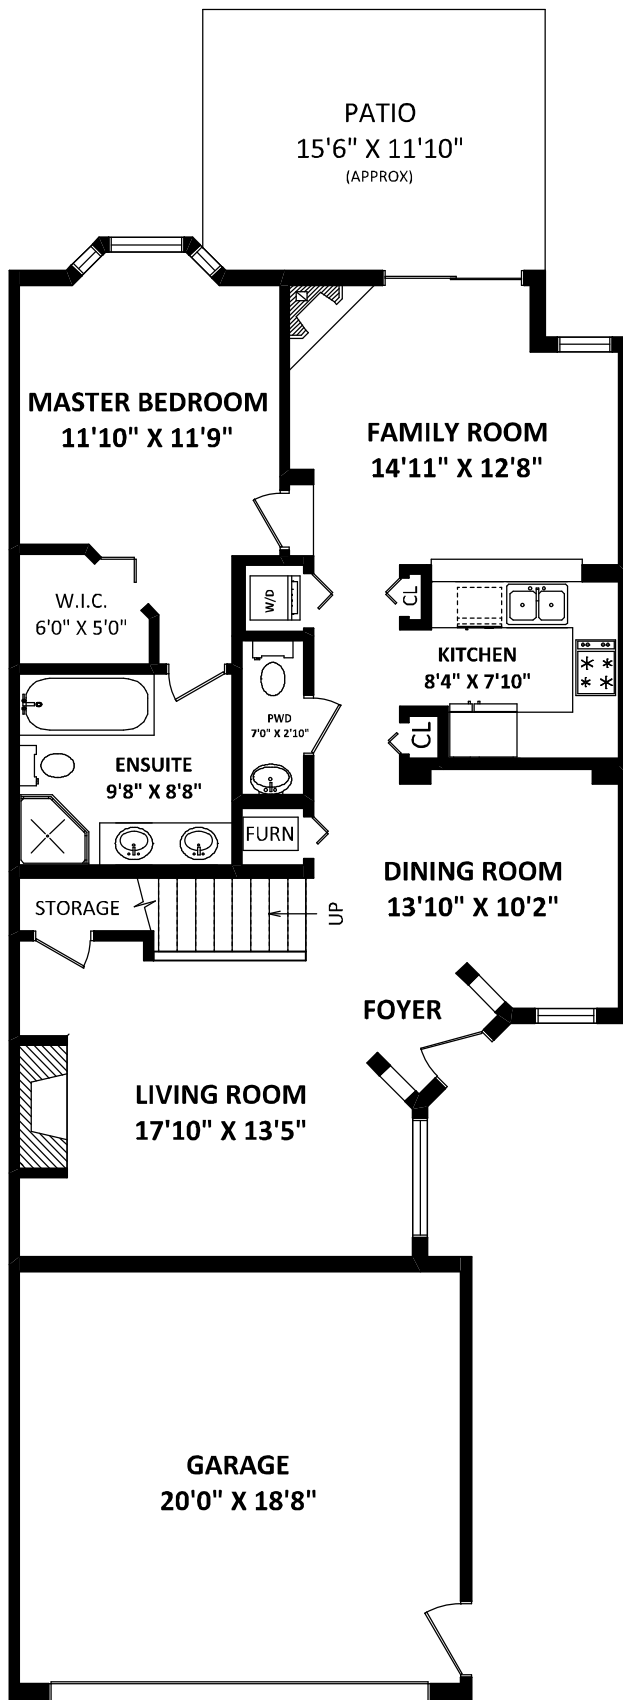 PATIO
15'6" X 11'10"
(APPROX)
MASTER BEDROOM
11'10" X 11'9"
FAMILY ROOM
14'11" X 12'8"
W.I.C.
6'0" X 5'0"
W/D
CL
KITCHEN
8'4" X 7'10"
PWD
7'0" X 2'10"
CL
ENSUITE
9'8" X 8'8"
FURN
DINING ROOM
13'10" X 10'2"
STORAGE
UP
FOYER
LIVING ROOM
17'10" X 13'5"
GARAGE
20'0" X 18'8"